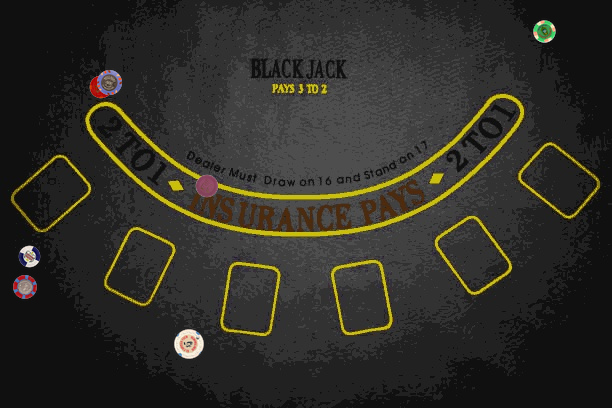 BLACK JACK
PAYS 3 TO 2
Dealer Must Draw on 16 and Stand on 17
2 TO 1 INSURANCE PAYS 2 TO 1